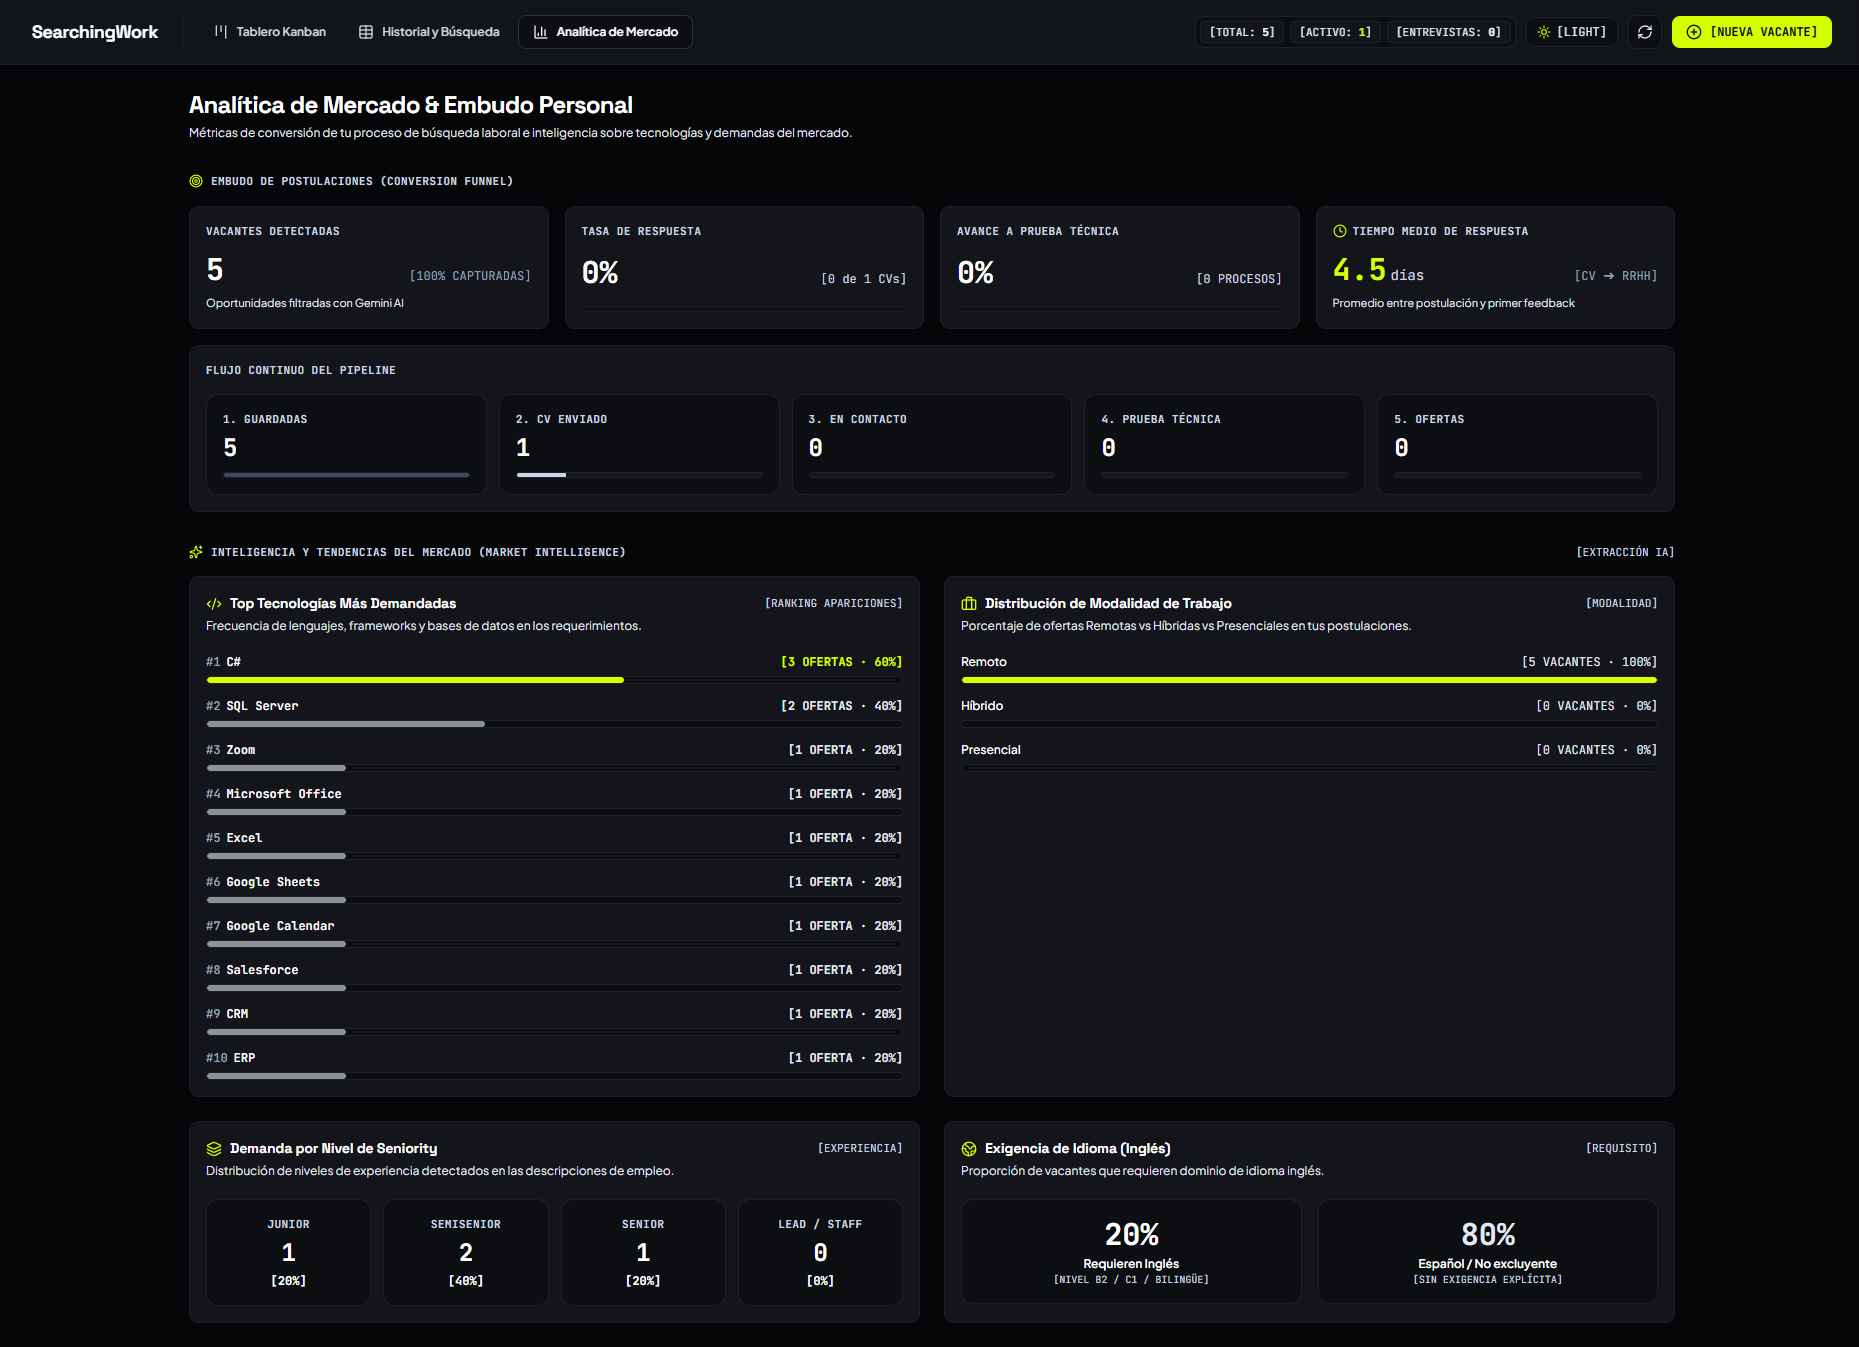 SearchingWork
Tablero Kanban
Historial y Búsqueda
Analítica de Mercado
[TOTAL: 5]
[ACTIVO: 1]
[ENTREVISTAS: 0]
[LIGHT]
[NUEVA VACANTE]
Analítica de Mercado & Embudo Personal
Métricas de conversión de tu proceso de búsqueda laboral e inteligencia sobre tecnologías y demandas del mercado.
EMBUDO DE POSTULACIONES (CONVERSION FUNNEL)
VACANTES DETECTADAS
5
[100% CAPTURADAS]
Oportunidades filtradas con Gemini AI
TASA DE RESPUESTA
0%
[0 de 1 CVs]
AVANCE A PRUEBA TÉCNICA
0%
[0 PROCESOS]
TIEMPO MEDIO DE RESPUESTA
4.5 días
[CV → RRHH]
Promedio entre postulación y primer feedback
FLUJO CONTINUO DEL PIPELINE
1. GUARDADAS
5
2. CV ENVIADO
1
3. EN CONTACTO
0
4. PRUEBA TÉCNICA
0
5. OFERTAS
0
INTELIGENCIA Y TENDENCIAS DEL MERCADO (MARKET INTELLIGENCE)
[EXTRACCIÓN IA]
Top Tecnologías Más Demandadas
[RANKING APARICIONES]
Frecuencia de lenguajes, frameworks y bases de datos en los requerimientos.
#1 C#
[3 OFERTAS · 60%]
#2 SQL Server
[2 OFERTAS · 40%]
#3 Zoom
[1 OFERTA · 20%]
#4 Microsoft Office
[1 OFERTA · 20%]
#5 Excel
[1 OFERTA · 20%]
#6 Google Sheets
[1 OFERTA · 20%]
#7 Google Calendar
[1 OFERTA · 20%]
#8 Salesforce
[1 OFERTA · 20%]
#9 CRM
[1 OFERTA · 20%]
#10 ERP
[1 OFERTA · 20%]
Distribución de Modalidad de Trabajo
[MODALIDAD]
Porcentaje de ofertas Remotas vs Híbridas vs Presenciales en tus postulaciones.
Remoto
[5 VACANTES · 100%]
Híbrido
[0 VACANTES · 0%]
Presencial
[0 VACANTES · 0%]
Demanda por Nivel de Seniority
[EXPERIENCIA]
Distribución de niveles de experiencia detectados en las descripciones de empleo.
JUNIOR
1
[20%]
SEMISENIOR
2
[40%]
SENIOR
1
[20%]
LEAD / STAFF
0
[0%]
Exigencia de Idioma (Inglés)
[REQUISITO]
Proporción de vacantes que requieren dominio de idioma inglés.
20%
Requieren Inglés
[NIVEL B2 / C1 / BILINGÜE]
80%
Español / No excluyente
[SIN EXIGENCIA EXPLÍCITA]